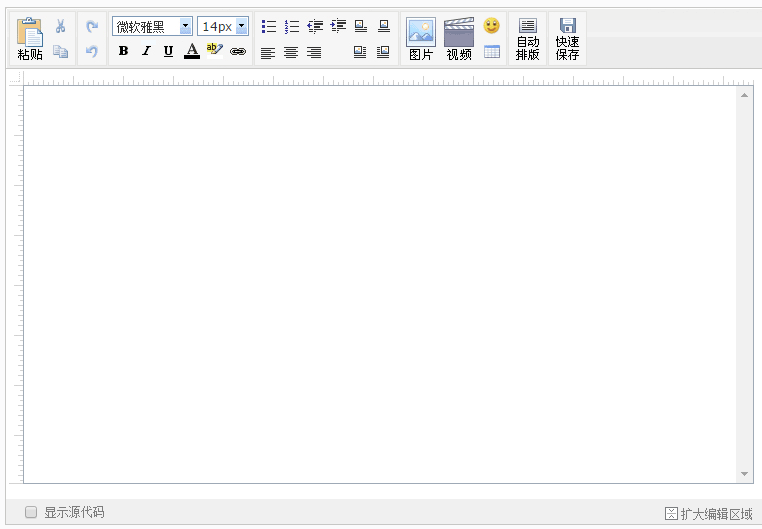 微软雅黑 14px
B I U A ab
粘贴 图片 视频 自动
排版 快速
保存
显示源代码 扩大编辑区域